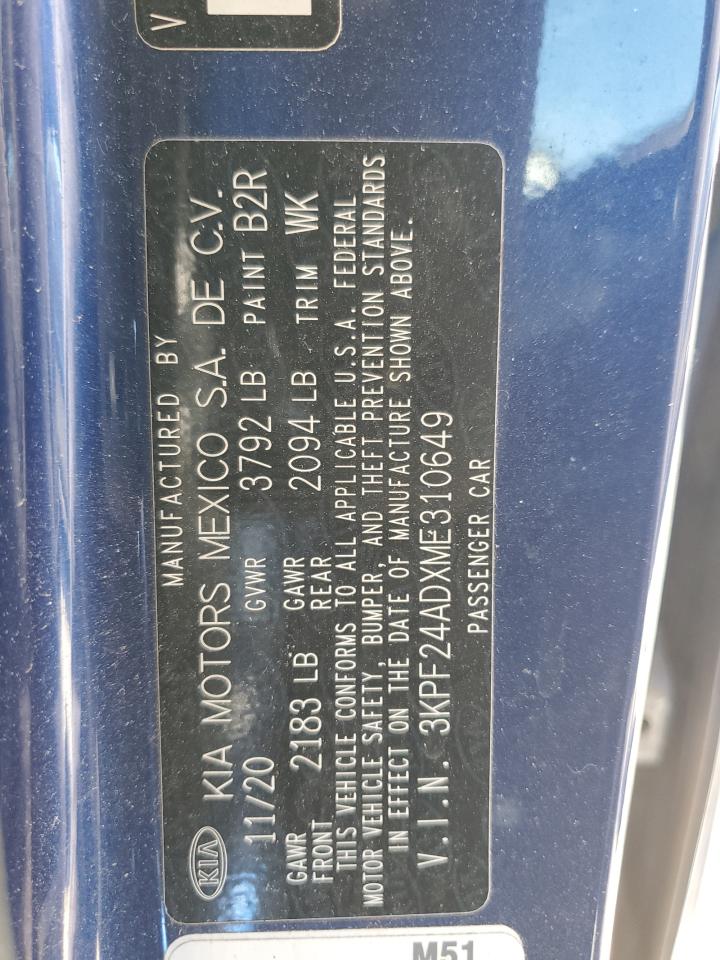 V
MANUFACTURED BY
KIA KIA MOTORS MEXICO S.A. DE C.V.
11/20 GVWR 3792 LB PAINT B2R
GAWR FRONT 2183 LB GAWR REAR 2094 LB TRIM WK
THIS VEHICLE CONFORMS TO ALL APPLICABLE U.S.A. FEDERAL
MOTOR VEHICLE SAFETY, BUMPER, AND THEFT PREVENTION STANDARDS
IN EFFECT ON THE DATE OF MANUFACTURE SHOWN ABOVE.
V.I.N. 3KPF24ADXME310649
PASSENGER CAR
M51